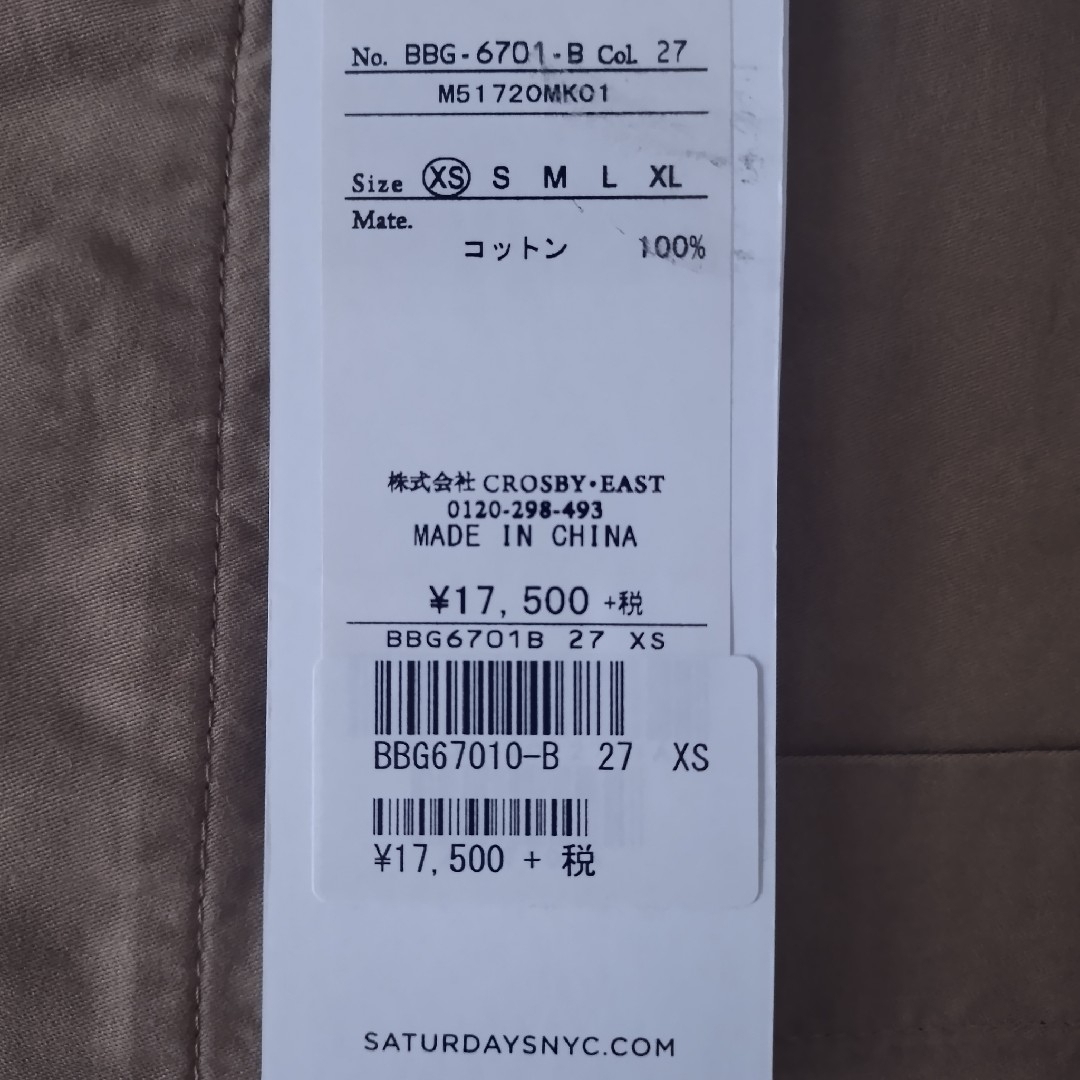 No. BBG-6701-B Col. 27
M51720MK01
Size XS S M L XL
Mate.
コットン 100%
株式会社 CROSBY・EAST
0120-298-493
MADE IN CHINA
¥17,500 +税
BBG6701B 27 XS
BBG67010-B 27 XS
¥17,500 + 税
SATURDAYSNYC.COM